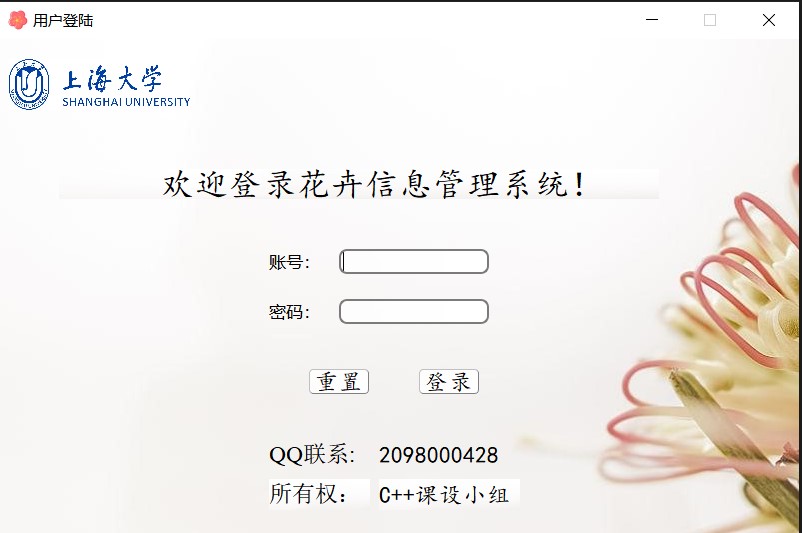 用户登陆
上海大学
SHANGHAI UNIVERSITY
欢迎登录花卉信息管理系统！
账号：
密码：
重置 登录
QQ联系: 2098000428
所有权： C++课设小组